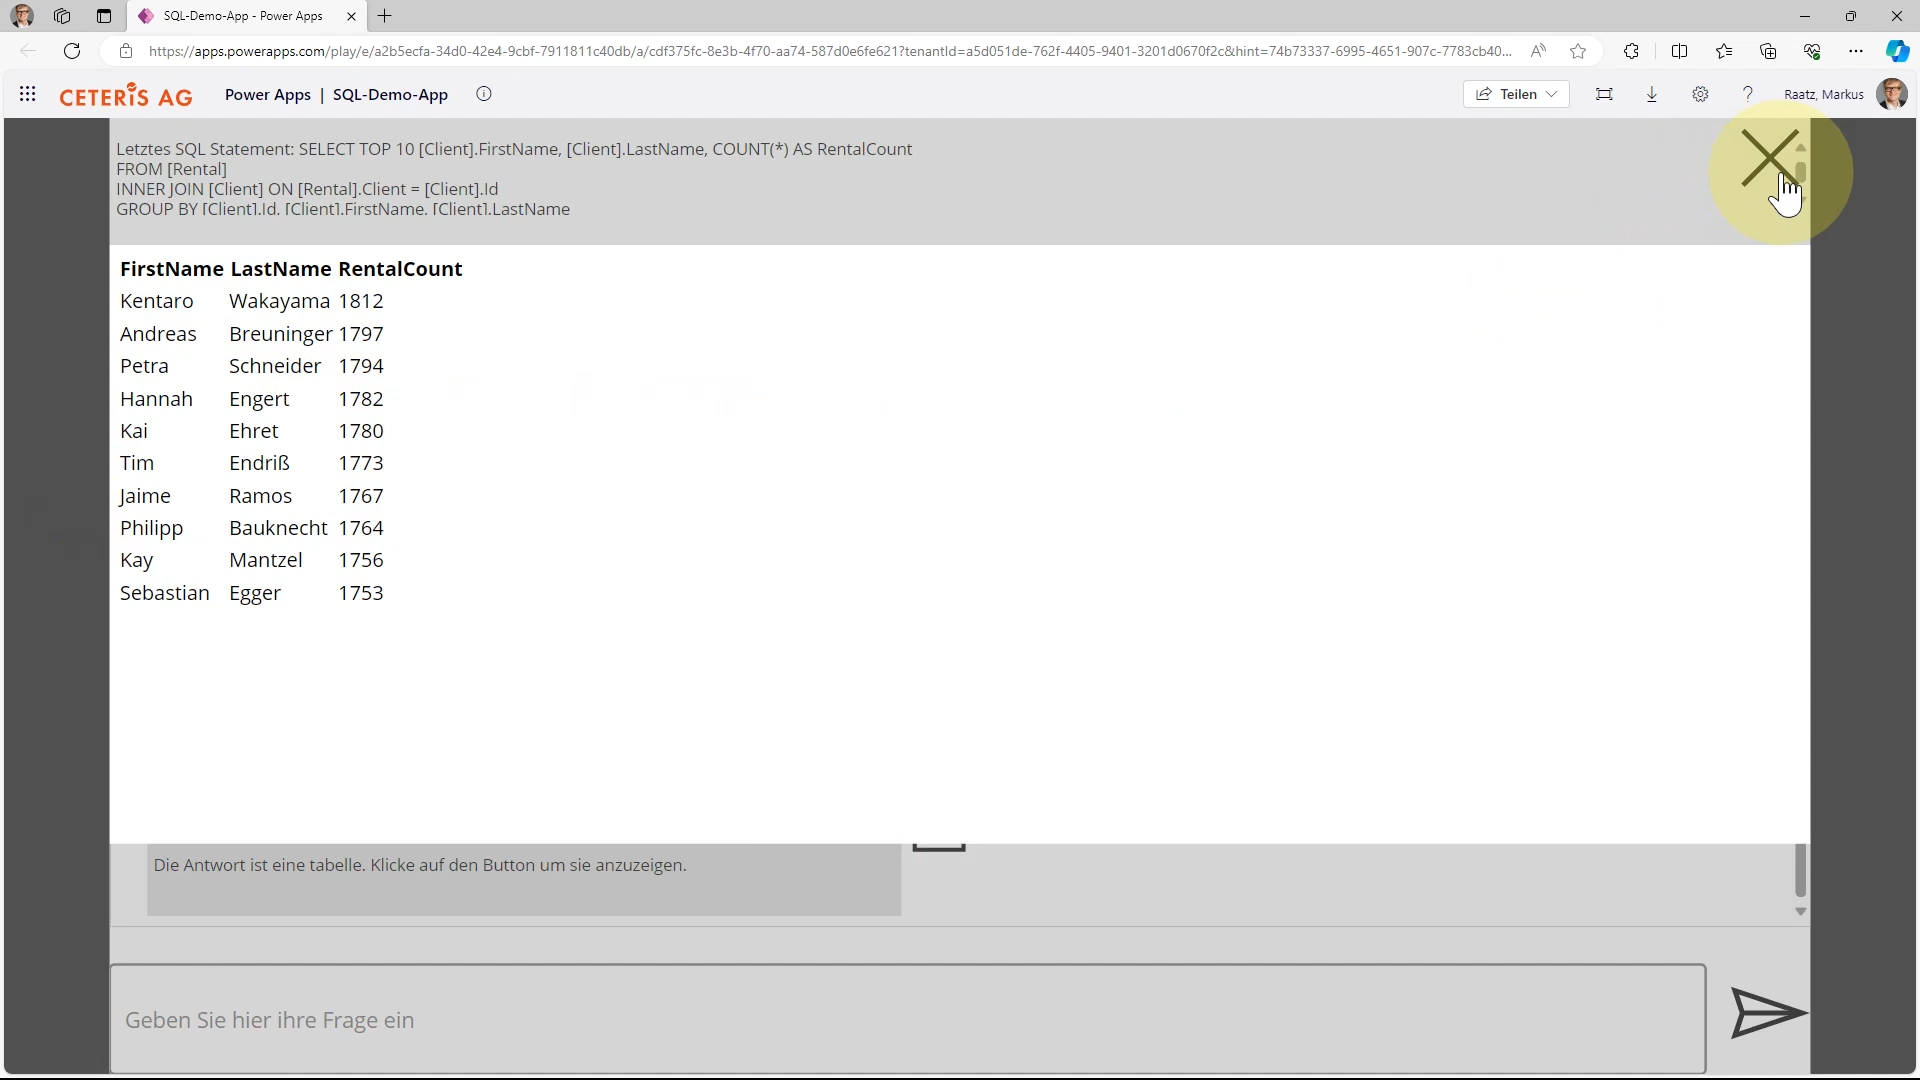 SQL-Demo-App - Power Apps
https://apps.powerapps.com/play/e/a2b5ecfa-34d0-42e4-9cbf-7911811c40db/a/cdf375fc-8e3b-4f70-aa74-587d0e6fe621?tenantId=a5d051de-762f-4405-9401-3201d0670f2c&hint=74b73337-6995-4651-907c-7783cb40...
CETERIS AG Power Apps | SQL-Demo-App Teilen ? Raatz, Markus
Letztes SQL Statement: SELECT TOP 10 [Client].FirstName, [Client].LastName, COUNT(*) AS RentalCount
FROM [Rental]
INNER JOIN [Client] ON [Rental].Client = [Client].Id
GROUP BY [Client].Id, [Client].FirstName, [Client].LastName
FirstName LastName RentalCount
Kentaro Wakayama 1812
Andreas Breuninger 1797
Petra Schneider 1794
Hannah Engert 1782
Kai Ehret 1780
Tim Endriß 1773
Jaime Ramos 1767
Philipp Bauknecht 1764
Kay Mantzel 1756
Sebastian Egger 1753
Die Antwort ist eine tabelle. Klicke auf den Button um sie anzuzeigen.
Geben Sie hier ihre Frage ein